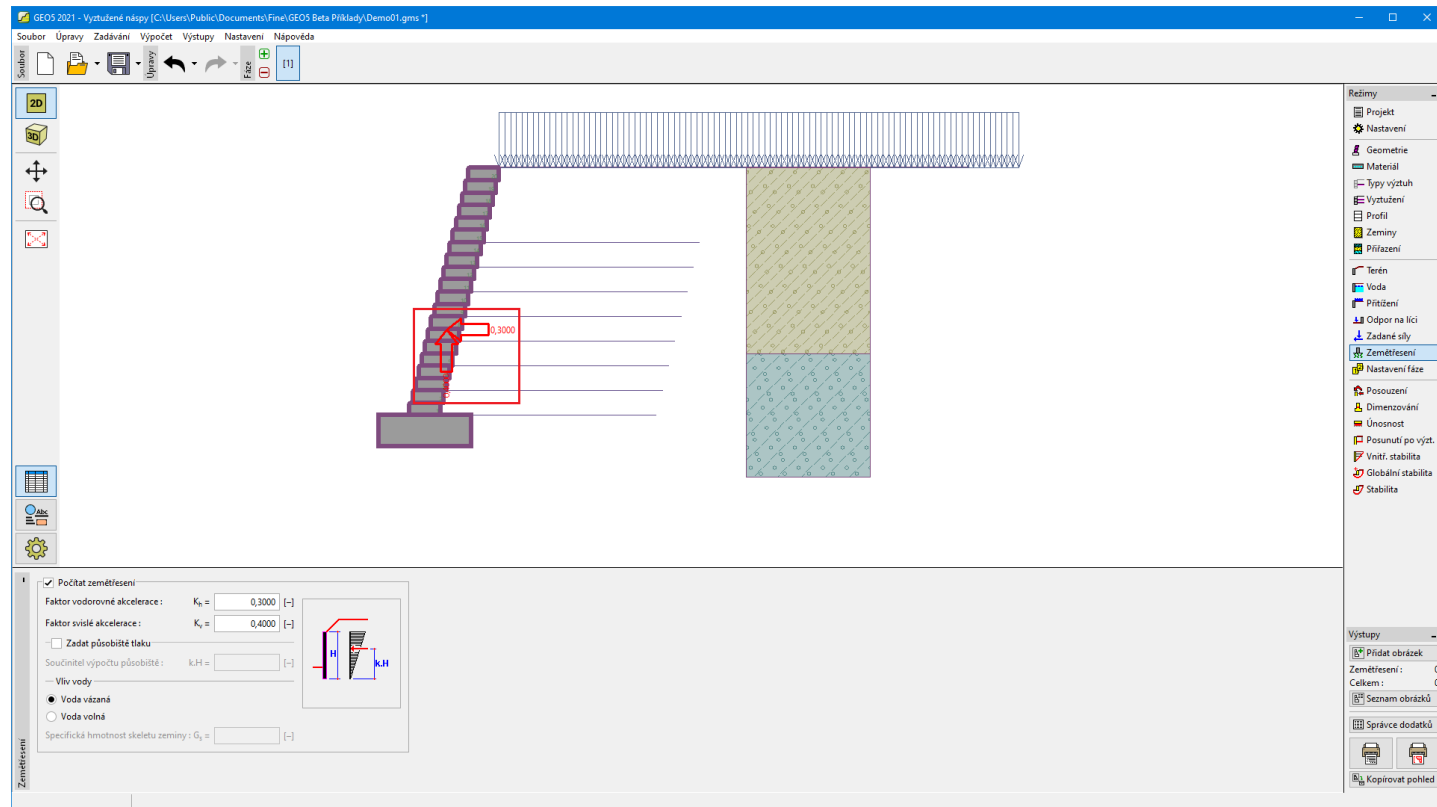 GEO5 2021 - Vyztužené náspy [C:\Users\Public\Documents\Fine\GEO5 Beta Příklady\Demo01.gms *]
Soubor Úpravy Zadávání Výpočet Výstupy Nastavení Nápověda
Soubor
Úpravy
Fáze
[1]
2D
3D
Abc
0,3000
Režimy
Projekt
Nastavení
Geometrie
Materiál
Typy výztuh
Vyztužení
Profil
Zeminy
Přiřazení
Terén
Voda
Přitížení
Odpor na líci
Zadané síly
Zemětřesení
Nastavení fáze
Posouzení
Dimenzování
Únosnost
Posunutí po výzt.
Vnitř. stabilita
Globální stabilita
Stabilita
Počítat zemětřesení
Faktor vodorovné akcelerace : Kh = 0,3000 [–]
Faktor svislé akcelerace : Kv = 0,4000 [–]
Zadat působiště tlaku
Součinitel výpočtu působiště : k.H = [–]
Vliv vody
Voda vázaná
Voda volná
Specifická hmotnost skeletu zeminy : Gs = [–]
H
k.H
Zemětřesení
Výstupy
Přidat obrázek
Zemětřesení :
Celkem :
Seznam obrázků
Správce dodatků
Kopírovat pohled